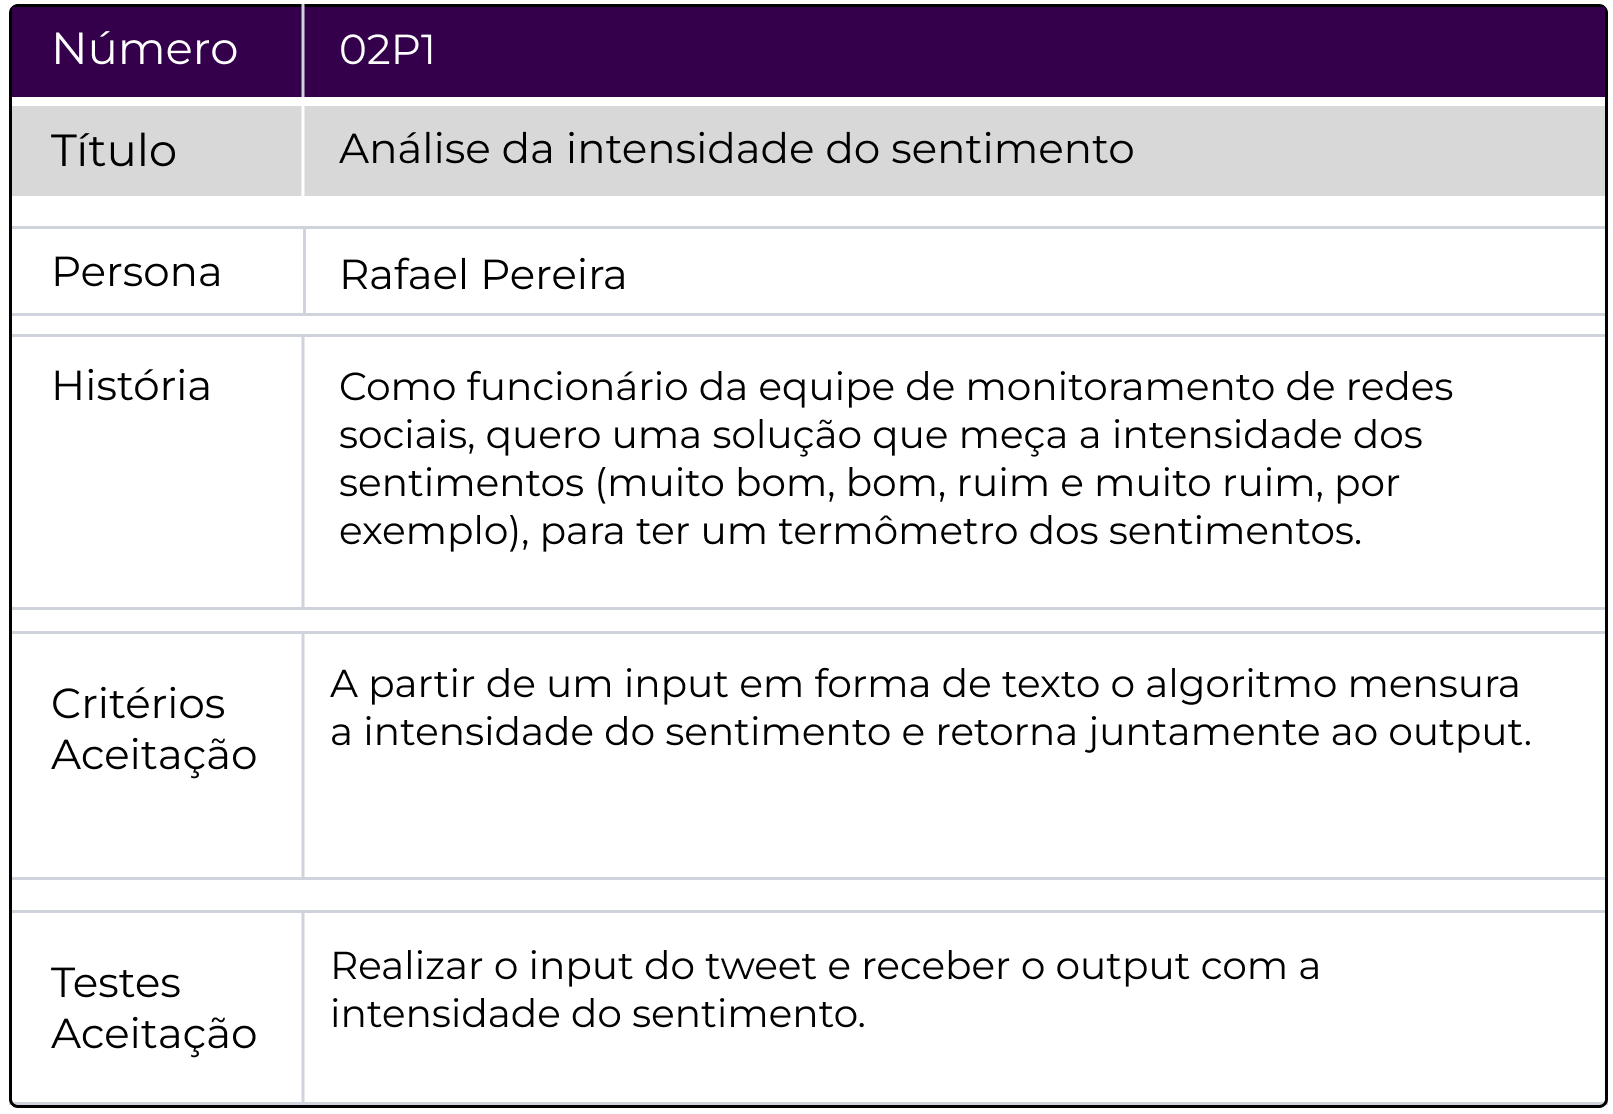 Número 02P1
Título Análise da intensidade do sentimento
Persona Rafael Pereira
História Como funcionário da equipe de monitoramento de redes
sociais, quero uma solução que meça a intensidade dos
sentimentos (muito bom, bom, ruim e muito ruim, por
exemplo), para ter um termômetro dos sentimentos.
Critérios
Aceitação
A partir de um input em forma de texto o algoritmo mensura
a intensidade do sentimento e retorna juntamente ao output.
Testes
Aceitação
Realizar o input do tweet e receber o output com a
intensidade do sentimento.